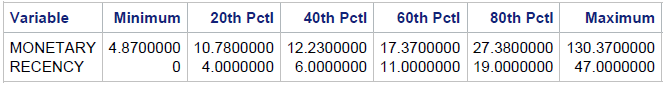 Variable Minimum 20th Pctl 40th Pctl 60th Pctl 80th Pctl Maximum
MONETARY 4.8700000 10.7800000 12.2300000 17.3700000 27.3800000 130.3700000
RECENCY 0 4.0000000 6.0000000 11.0000000 19.0000000 47.0000000